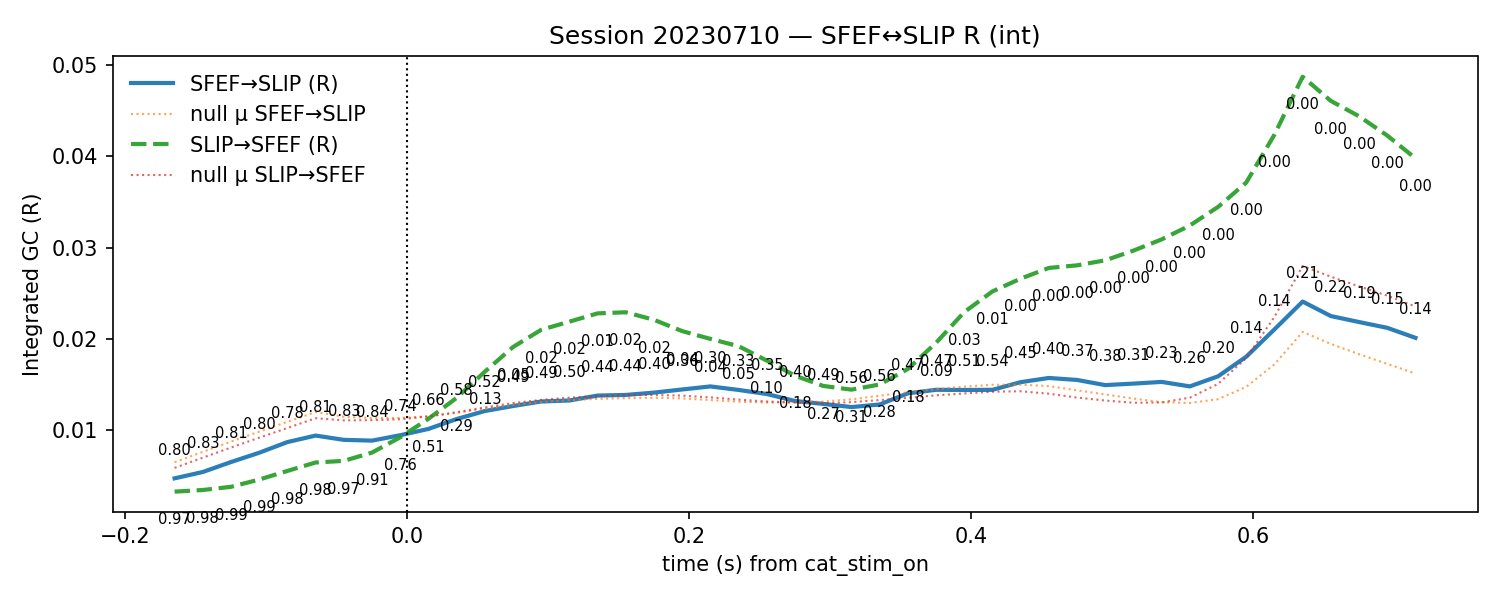 Session 20230710 — SFEF↔SLIP R (int)
SFEF→SLIP (R)
null μ SFEF→SLIP
SLIP→SFEF (R)
null μ SLIP→SFEF
Integrated GC (R)
0.05
0.04
0.03
0.02
0.01
0.80 0.83 0.81 0.80 0.78 0.81 0.83 0.84 0.74 0.66 0.58 0.52 0.49 0.49 0.50 0.44 0.44 0.40 0.36 0.30 0.33 0.35 0.40 0.49 0.56 0.56 0.47 0.47 0.51 0.54 0.45 0.40 0.37 0.38 0.31 0.23 0.26 0.20 0.14 0.14 0.21 0.22 0.19 0.15 0.14
0.97 0.98 0.99 0.99 0.98 0.98 0.97 0.91 0.76 0.51 0.29 0.13 0.05 0.02 0.02 0.01 0.02 0.02 0.04 0.04 0.05 0.10 0.18 0.27 0.31 0.28 0.18 0.09 0.03 0.01 0.00 0.00 0.00 0.00 0.00 0.00 0.00 0.00 0.00 0.00 0.00 0.00 0.00 0.00 0.00
−0.2 0.0 0.2 0.4 0.6
time (s) from cat_stim_on